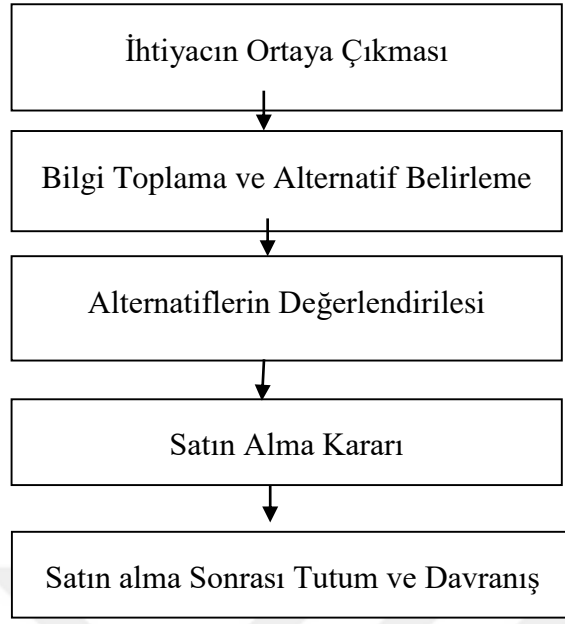 İhtiyacın Ortaya Çıkması
Bilgi Toplama ve Alternatif Belirleme
Alternatiflerin Değerlendirilesi
Satın Alma Kararı
Satın alma Sonrası Tutum ve Davranış